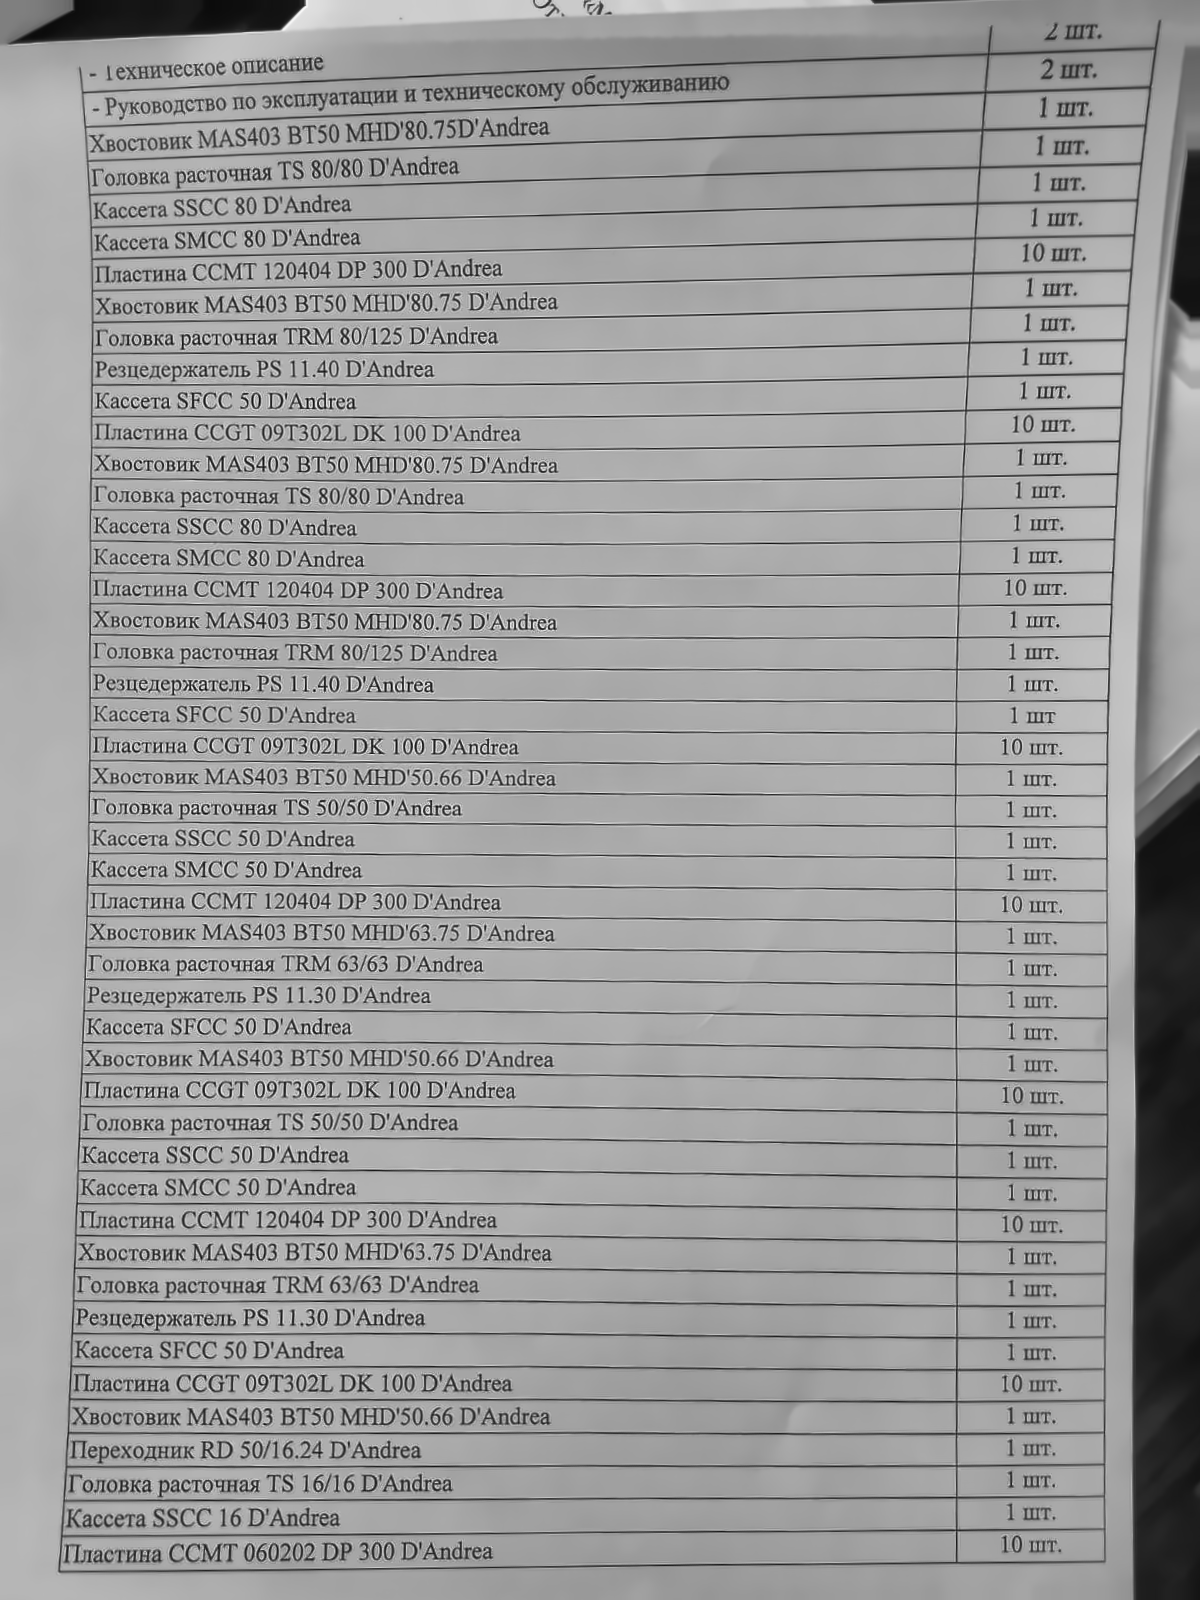 - Техническое описание 2 шт.
- Руководство по эксплуатации и техническому обслуживанию 2 шт.
Хвостовик MAS403 BT50 MHD'80.75D'Andrea 1 шт.
Головка расточная TS 80/80 D'Andrea 1 шт.
Кассета SSCC 80 D'Andrea 1 шт.
Кассета SMCC 80 D'Andrea 1 шт.
Пластина CCMT 120404 DP 300 D'Andrea 10 шт.
Хвостовик MAS403 BT50 MHD'80.75 D'Andrea 1 шт.
Головка расточная TRM 80/125 D'Andrea 1 шт.
Резцедержатель PS 11.40 D'Andrea 1 шт.
Кассета SFCC 50 D'Andrea 1 шт.
Пластина CCGT 09T302L DK 100 D'Andrea 10 шт.
Хвостовик MAS403 BT50 MHD'80.75 D'Andrea 1 шт.
Головка расточная TS 80/80 D'Andrea 1 шт.
Кассета SSCC 80 D'Andrea 1 шт.
Кассета SMCC 80 D'Andrea 1 шт.
Пластина CCMT 120404 DP 300 D'Andrea 10 шт.
Хвостовик MAS403 BT50 MHD'80.75 D'Andrea 1 шт.
Головка расточная TRM 80/125 D'Andrea 1 шт.
Резцедержатель PS 11.40 D'Andrea 1 шт.
Кассета SFCC 50 D'Andrea 1 шт
Пластина CCGT 09T302L DK 100 D'Andrea 10 шт.
Хвостовик MAS403 BT50 MHD'50.66 D'Andrea 1 шт.
Головка расточная TS 50/50 D'Andrea 1 шт.
Кассета SSCC 50 D'Andrea 1 шт.
Кассета SMCC 50 D'Andrea 1 шт.
Пластина CCMT 120404 DP 300 D'Andrea 10 шт.
Хвостовик MAS403 BT50 MHD'63.75 D'Andrea 1 шт.
Головка расточная TRM 63/63 D'Andrea 1 шт.
Резцедержатель PS 11.30 D'Andrea 1 шт.
Кассета SFCC 50 D'Andrea 1 шт.
Хвостовик MAS403 BT50 MHD'50.66 D'Andrea 1 шт.
Пластина CCGT 09T302L DK 100 D'Andrea 10 шт.
Головка расточная TS 50/50 D'Andrea 1 шт.
Кассета SSCC 50 D'Andrea 1 шт.
Кассета SMCC 50 D'Andrea 1 шт.
Пластина CCMT 120404 DP 300 D'Andrea 10 шт.
Хвостовик MAS403 BT50 MHD'63.75 D'Andrea 1 шт.
Головка расточная TRM 63/63 D'Andrea 1 шт.
Резцедержатель PS 11.30 D'Andrea 1 шт.
Кассета SFCC 50 D'Andrea 1 шт.
Пластина CCGT 09T302L DK 100 D'Andrea 10 шт.
Хвостовик MAS403 BT50 MHD'50.66 D'Andrea 1 шт.
Переходник RD 50/16.24 D'Andrea 1 шт.
Головка расточная TS 16/16 D'Andrea 1 шт.
Кассета SSCC 16 D'Andrea 1 шт.
Пластина CCMT 060202 DP 300 D'Andrea 10 шт.